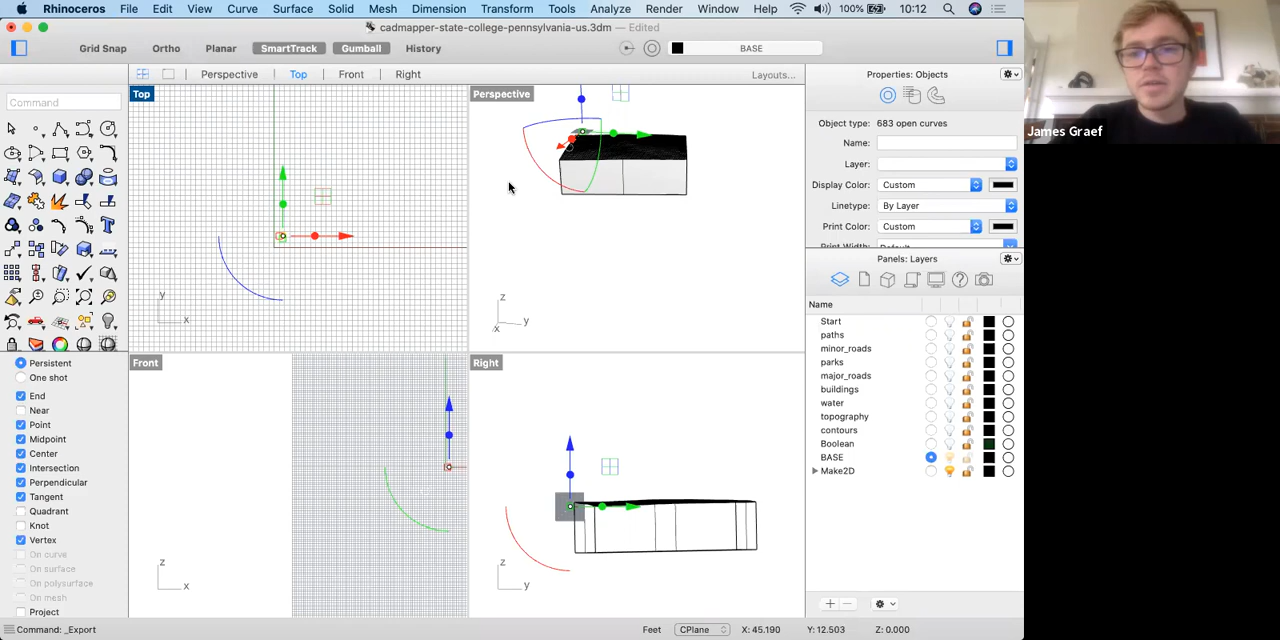 Rhinoceros File Edit View Curve Surface Solid Mesh Dimension Transform Tools Analyze Render Window Help 100% 10:12
cadmapper-state-college-pennsylvania-us.3dm — Edited
Grid Snap Ortho Planar SmartTrack Gumball History BASE
Perspective Top Front Right Layouts...
Properties: Objects
Top
Perspective
Command
Object type: 683 open curves
Name:
Layer:
Display Color: Custom
Linetype: By Layer
Print Color: Custom
Print Width: Default
Panels: Layers
Name
Start
paths
minor_roads
parks
major_roads
buildings
water
topography
contours
Boolean
BASE
Make2D
y
x
z
x
y
Front
Right
z
x
z
y
Persistent
One shot
End
Near
Point
Midpoint
Center
Intersection
Perpendicular
Tangent
Quadrant
Knot
Vertex
On curve
On surface
On polysurface
On mesh
Project
Command: _Export
Feet CPlane X: 45.190 Y: 12.503 Z: 0.000
James Graef